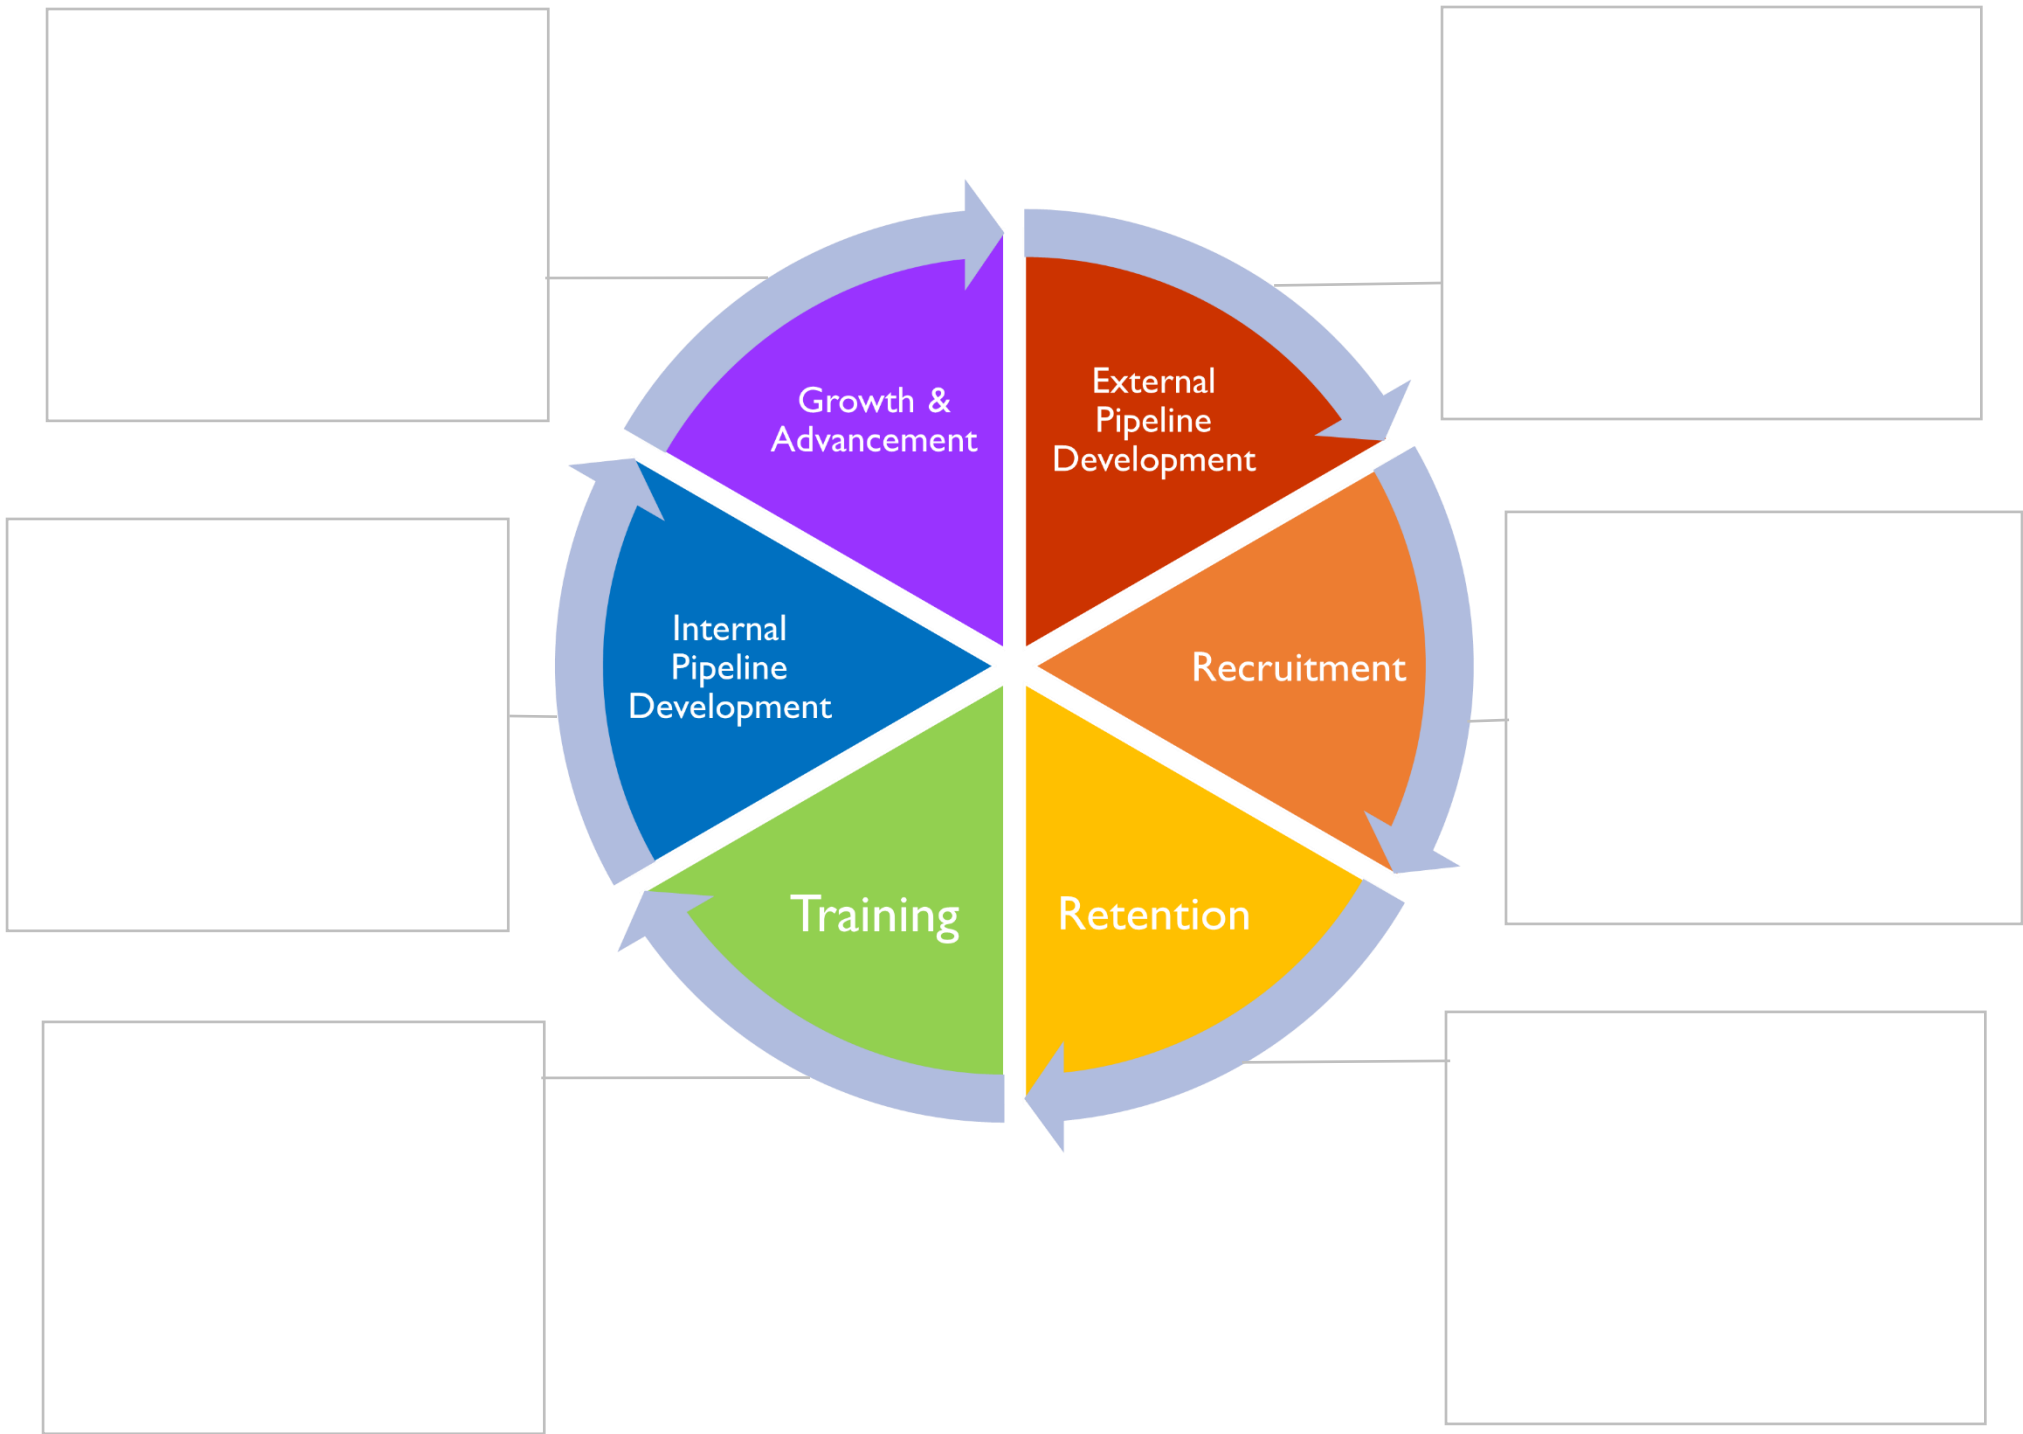 Growth &
Advancement
External
Pipeline
Development
Internal
Pipeline
Development
Recruitment
Training
Retention